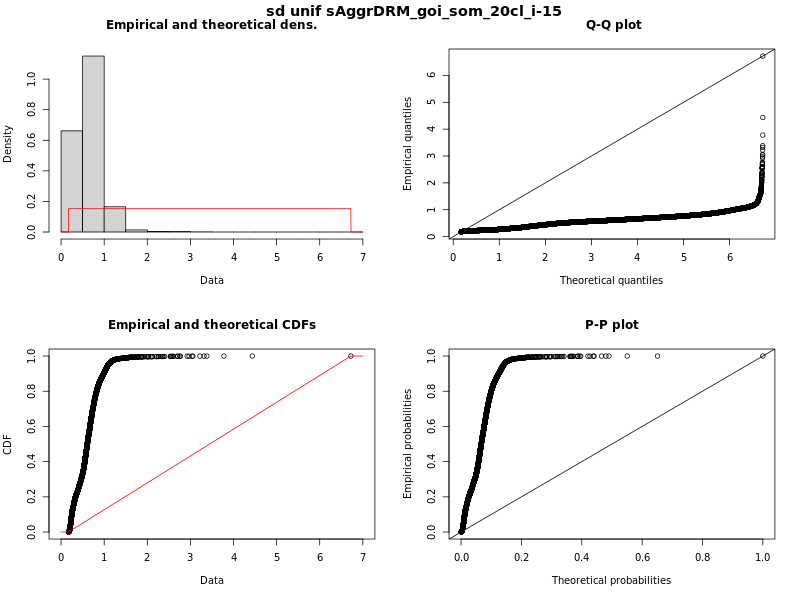 sd unif sAggrDRM_goi_som_20cl_i-15
Empirical and theoretical dens.
Density
0.0 0.2 0.4 0.6 0.8 1.0
0 1 2 3 4 5 6 7
Data
Q-Q plot
Empirical quantiles
0 1 2 3 4 5 6
0 1 2 3 4 5 6
Theoretical quantiles
Empirical and theoretical CDFs
CDF
0.0 0.2 0.4 0.6 0.8 1.0
0 1 2 3 4 5 6 7
Data
P-P plot
Empirical probabilities
0.0 0.2 0.4 0.6 0.8 1.0
0.0 0.2 0.4 0.6 0.8 1.0
Theoretical probabilities